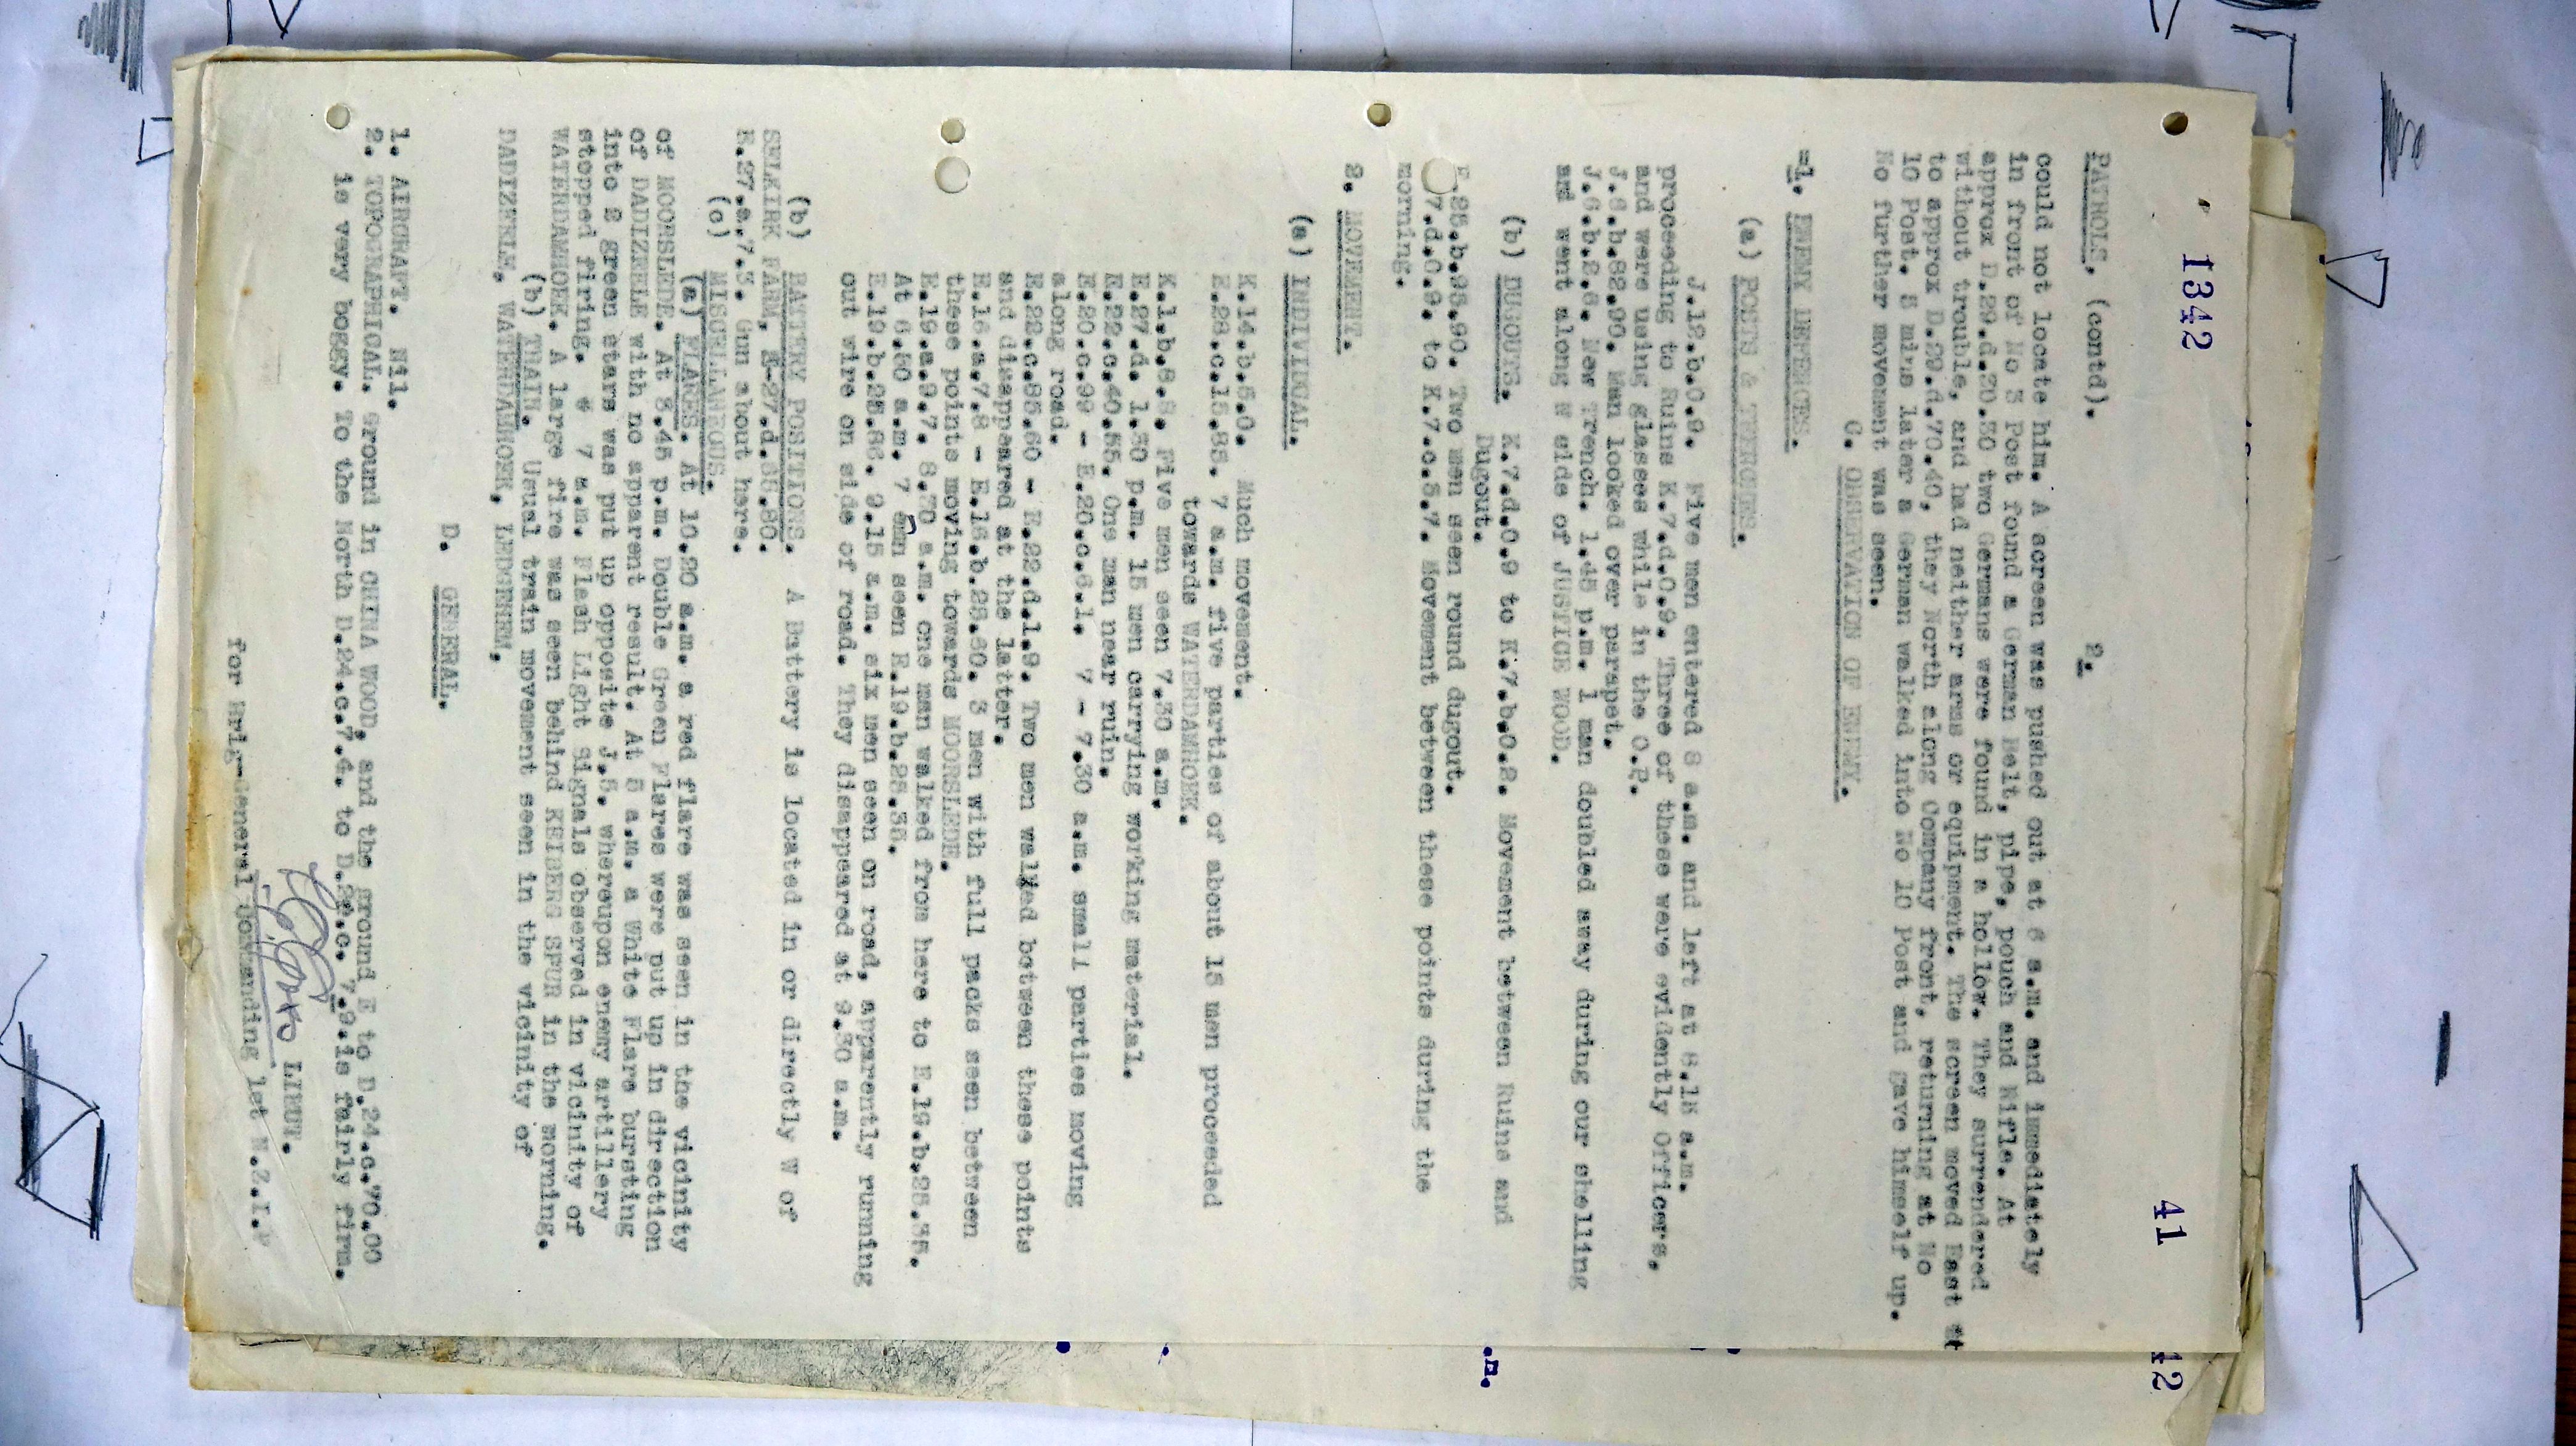 1342
41
2.
PATROLS. (contd).
could not locate him. A screen was pushed out at 6 a.m. and immediately
in front of No 3 Post found a German Belt, pipe, pouch and Rifle. At
approx D.29.d.30.30 two Germans were found in a hollow. They surrendered
without trouble, and had neither arms or equipment. The screen moved East
to approx D.29.d.70.40, they North along Company front, returning at No
10 Post. 5 mins later a German walked into No 10 Post and gave himself up.
No further movement was seen.
C. OBSERVATION OF ENEMY.
1. ENEMY DEFENCES.
(a) POSTS & TRENCHES.
J.12.b.0.9. Five men entered 8 a.m. and left at 8.15 a.m.
proceeding to Ruins K.7.d.0.9. Three of these were evidently Officers.
and were using glasses while in the O.P.
J.6.b.82.90. Man looked over parapet.
J.6.b.2.6. New Trench. 1.45 p.m. 1 man doubled away during our shelling
and went along N side of JUSTICE WOOD.
(b) DUGOUTS. K.7.d.0.9 to K.7.b.0.2. Movement between Ruins and
Dugout.
.b.95.90. Two men seen round dugout.
7.d.0.9. to K.7.c.5.7. Movement between these points during the
morning.
2. MOVEMENT.
(a) INDIVIDUAL.
K.14.b.5.0. Much movement.
E.28.c.15.85. 7 a.m. five parties of about 15 men proceeded
towards WATERDAMHOEK.
K.1.b.8.8. Five men seen 7.30 a.m.
E.27.d. 1.30 p.m. 15 men carrying working material.
E.22.c.40.55. One man near ruin.
E.20.c.99 - E.20.c.6.1. 7 - 7.30 a.m. small parties moving
along road.
E.22.c.85.60 - E.22.d.1.9. Two men walked between these points
and disappeared at the latter.
E.16.a.7.8 - E.16.b.25.60. 3 men with full packs seen between
these points moving towards MOORSLEDE.
E.19.a.9.7. 8.30 a.m. one man walked from here to E.19.b.25.35.
At 6.50 a.m. 7 men seen E.19.b.25.35.
E.19.b.25.86. 9.15 a.m. six men seen on road, apparently running
out wire on side of road. They disappeared at 9.30 a.m.
(b) BATTERY POSITIONS. A Battery is located in or directly W of
SELKIRK FARM, E-27.d.35.80.
E.27.a.7.3. Gun about here.
(c) MISCELLANEOUS.
(a) FLARES. At 10.20 a.m. a red flare was seen in the vicinity
of MOORSLEDE. At 8.45 p.m. Double Green Flares were put up in direction
of DADIZEELE with no apparent result. At 5 a.m. a White Flare bursting
into 2 green stars was put up opposite J.5. whereupon enemy artillery
stopped firing. 7 a.m. Flash Light Signals observed in vicinity of
WATERDAMHOEK. A large fire was seen behind KEIBERG SPUR in the morning.
(b) TRAIN. Usual train movement seen in the vicinity of
DADIZEELE, WATERDAMHOEK, LEDGEHEM,
D. GENERAL.
1. AIRCRAFT. Nil.
2. TOPOGRAPHICAL. Ground in CHINA WOOD, and the ground E to D.24.c.70.00
is very boggy. To the North D.24.c.7.4. to 7.9.is fairly firm.
LIEUT.
for Brig-General Commanding 1st N.Z.I.
.m.
42